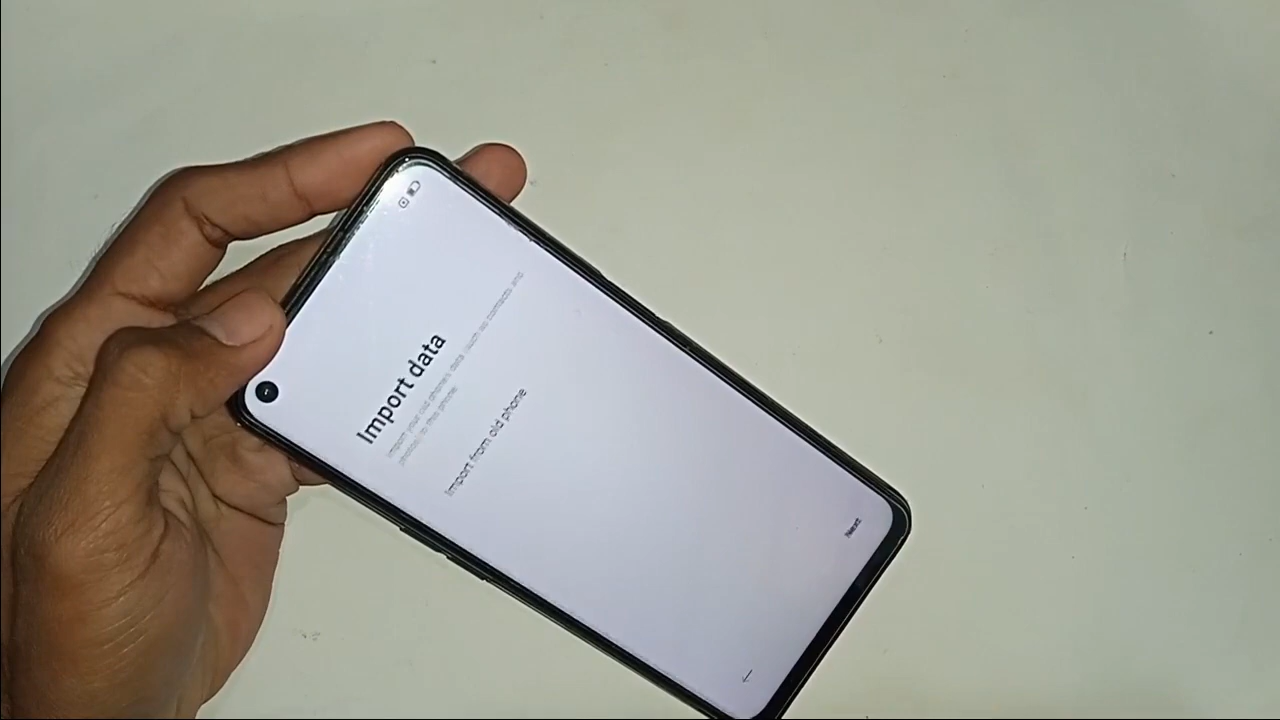 Import data
Import your old phone's data (such as contacts and
photos) to this phone.
Import from old phone
Next